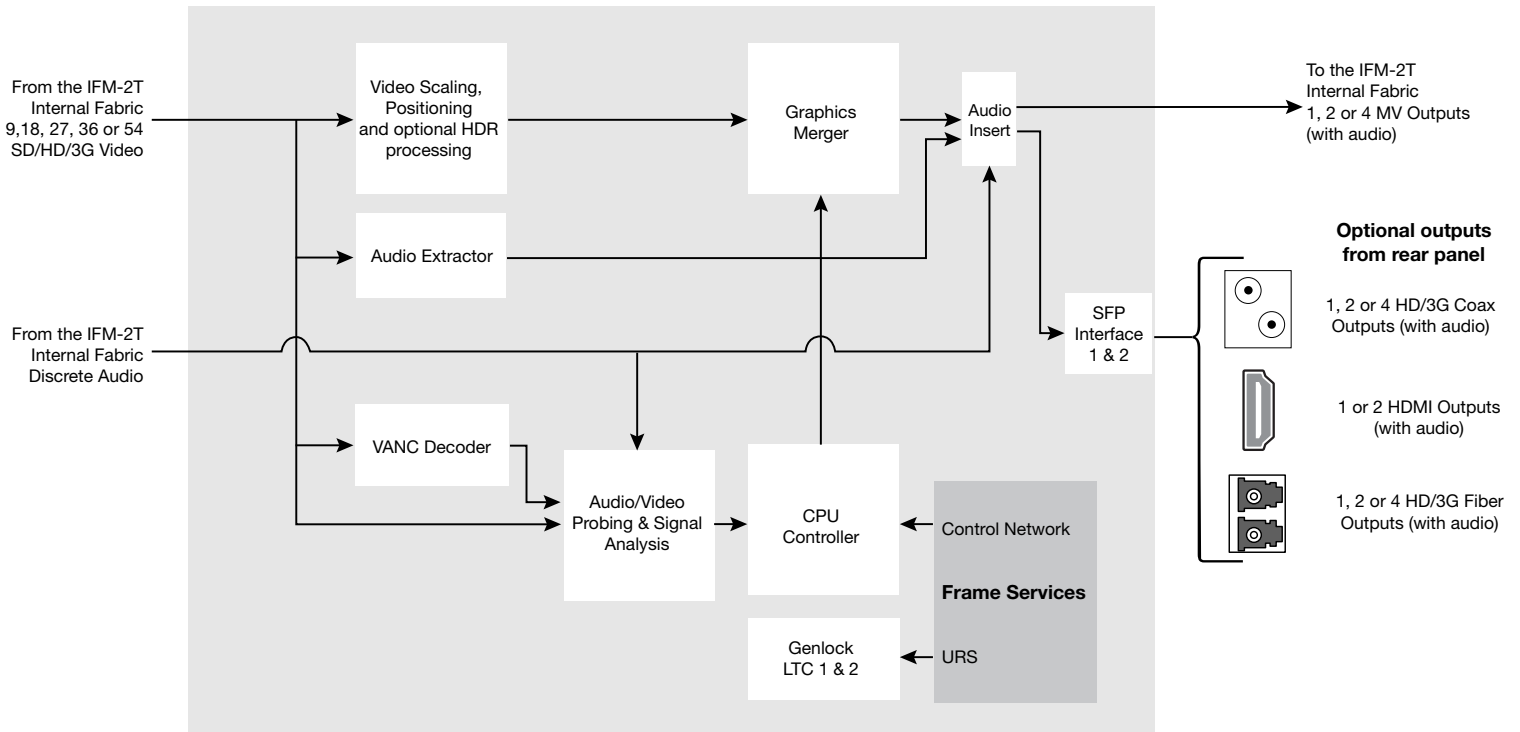 From the IFM-2T
Internal Fabric
9,18, 27, 36 or 54
SD/HD/3G Video
Video Scaling,
Positioning
and optional HDR
processing
Graphics
Merger
Audio
Insert
To the IFM-2T
Internal Fabric
1, 2 or 4 MV Outputs
(with audio)
Audio Extractor
Optional outputs
from rear panel
From the IFM-2T
Internal Fabric
Discrete Audio
SFP
Interface
1 & 2
1, 2 or 4 HD/3G Coax
Outputs (with audio)
1 or 2 HDMI Outputs
(with audio)
VANC Decoder
Audio/Video
Probing & Signal
Analysis
CPU
Controller
Control Network
Frame Services
URS
1, 2 or 4 HD/3G Fiber
Outputs (with audio)
Genlock
LTC 1 & 2